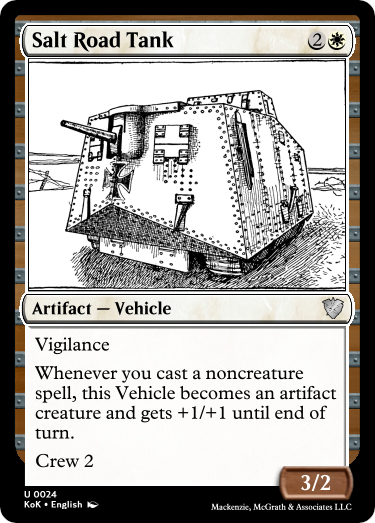 Salt Road Tank 2
Artifact — Vehicle
Vigilance
Whenever you cast a noncreature
spell, this Vehicle becomes an artifact
creature and gets +1/+1 until end of
turn.
Crew 2
3/2
U 0024
KoK • English
Mackenzie, McGrath & Associates LLC